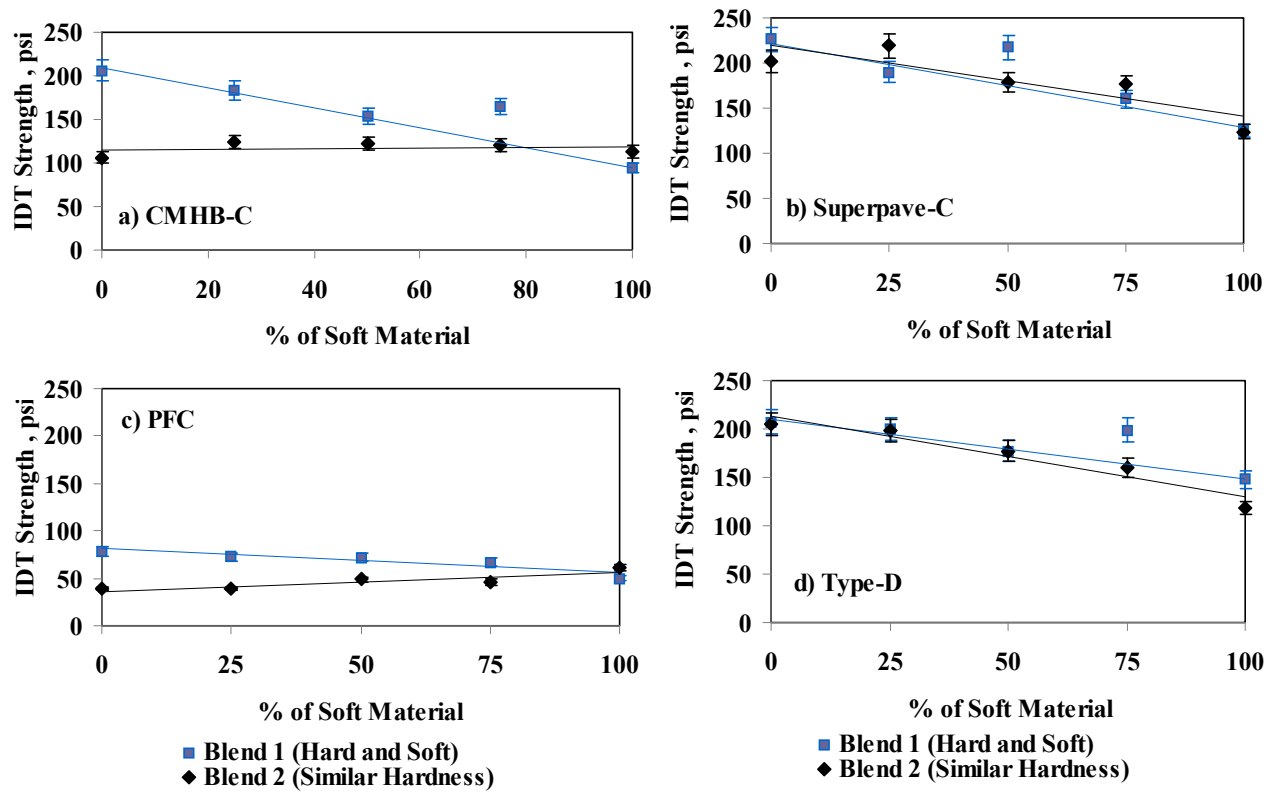 250
200
150
100
50
0
IDT Strength , psi
a) CMHB-C
0 20 40 60 80 100
% of Soft Material
250
200
150
100
50
0
IDT Strength , psi
b) Superpave-C
0 25 50 75 100
% of Soft Material
250
200
150
100
50
0
IDT Strength , psi
c) PFC
0 25 50 75 100
% of Soft Material
Blend 1 (Hard and Soft)
Blend 2 (Similar Hardness)
250
200
150
100
50
0
IDT Strength , psi
d) Type-D
0 25 50 75 100
% of Soft Material
Blend 1 (Hard and Soft)
Blend 2 (Similar Hardness)